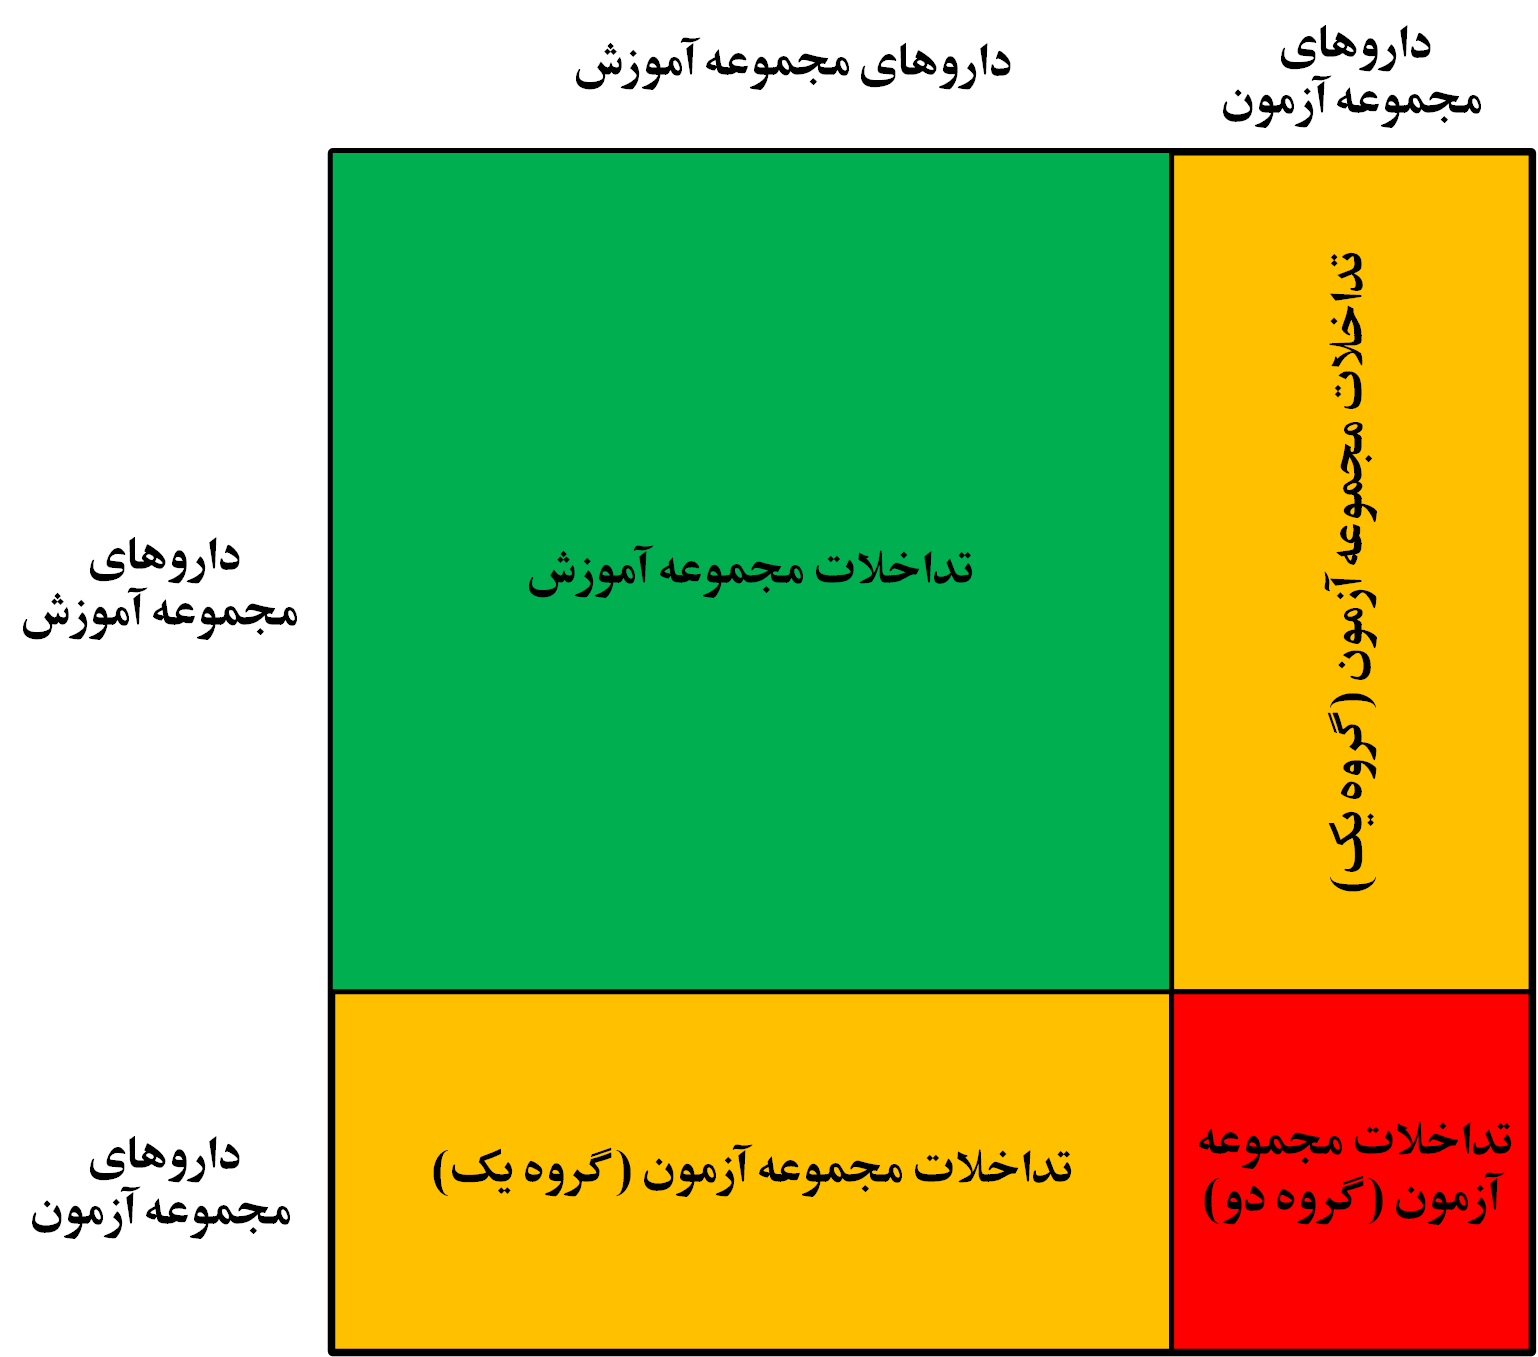 داروهای مجموعه آموزش
داروهای
مجموعه آزمون
داروهای
مجموعه آموزش
تداخلات مجموعه آموزش
تداخلات مجموعه آزمون (گروه یک)
داروهای
مجموعه آزمون
تداخلات مجموعه آزمون (گروه یک)
تداخلات مجموعه
آزمون (گروه دو)